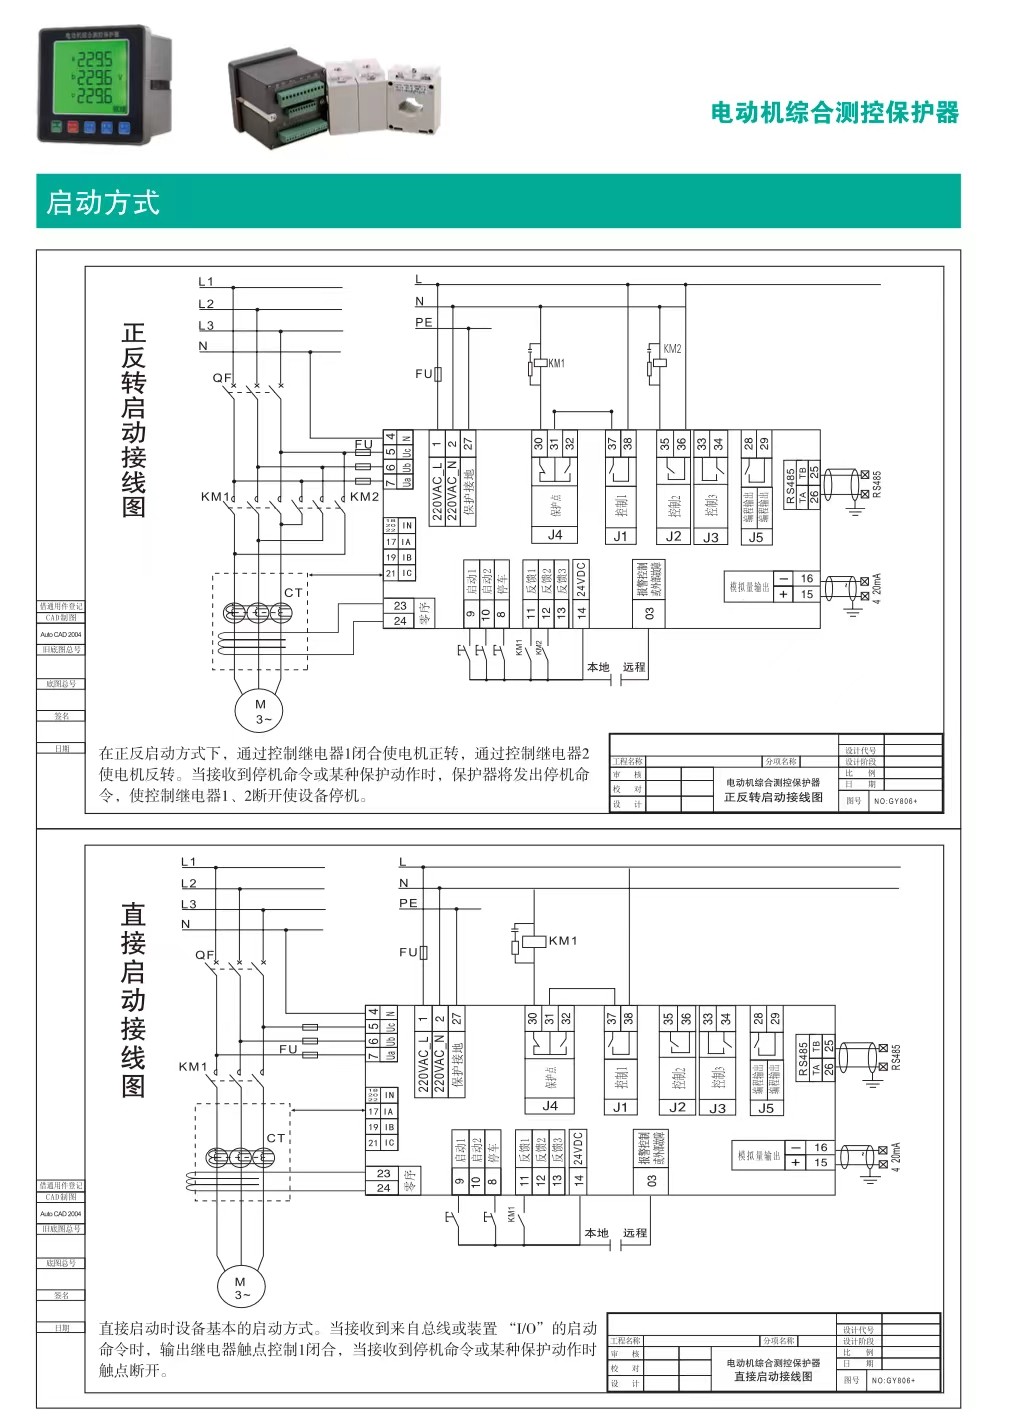 电动机综合测控保护器
229.5
229.6
229.6
电动机综合测控保护器
启动方式
正反转启动接线图
L1
L2
L3
N
QF
L
N
PE
FU
KM1
KM2
FU
4 N
5 Uc
6 Ub
7 Ua
1 220VAC_L
2 220VAC_N
27 保护接地
30 31 32
保护点
J4
37 38
控制1
J1
35 36
控制2
J2
33 34
控制3
J3
28 29
编程输出
编程输出
J5
RS485
TA TB
26 25
RS485
KM1
KM2
IN
17 IA
19 IB
21 IC
CT
23
24
零序
启动1 启动2 停车
9 10 8
反馈1 反馈2 反馈3
11 12 13
24VDC
14
报警控制
或外部故障
03
模拟量输出
— 16
+ 15
4 20mA
KM1
KM2
本地 远程
M
3~
借通用件登记
CAD制图
Auto CAD 2004
旧底图总号
底图总号
签名
日期
在正反启动方式下，通过控制继电器1闭合使电机正转，通过控制继电器2
使电机反转。当接收到停机命令或某种保护动作时，保护器将发出停机命
令，使控制继电器1、2断开使设备停机。
工程名称
分项名称
审 核
校 对
设 计
电动机综合测控保护器
正反转启动接线图
设计代号
设计阶段
比 例
日 期
图号 NO:GY806+
直接启动接线图
L1
L2
L3
N
QF
L
N
PE
FU
KM1
FU
KM1
4 N
5 Uc
6 Ub
7 Ua
1 220VAC_L
2 220VAC_N
27 保护接地
30 31 32
保护点
J4
37 38
控制1
J1
35 36
控制2
J2
33 34
控制3
J3
28 29
编程输出
编程输出
J5
RS485
TA TB
26 25
RS485
IN
17 IA
19 IB
21 IC
CT
23
24
零序
启动1 启动2 停车
9 10 8
反馈1 反馈2 反馈3
11 12 13
24VDC
14
报警控制
或外部故障
03
模拟量输出
— 16
+ 15
4 20mA
KM1
本地 远程
M
3~
借通用件登记
CAD制图
Auto CAD 2004
旧底图总号
底图总号
签名
日期
直接启动时设备基本的启动方式。当接收到来自总线或装置 “I/O”的启动
命令时，输出继电器触点控制1闭合，当接收到停机命令或某种保护动作时
触点断开。
工程名称
分项名称
审 核
校 对
设 计
电动机综合测控保护器
直接启动接线图
设计代号
设计阶段
比 例
日 期
图号 NO:GY806+